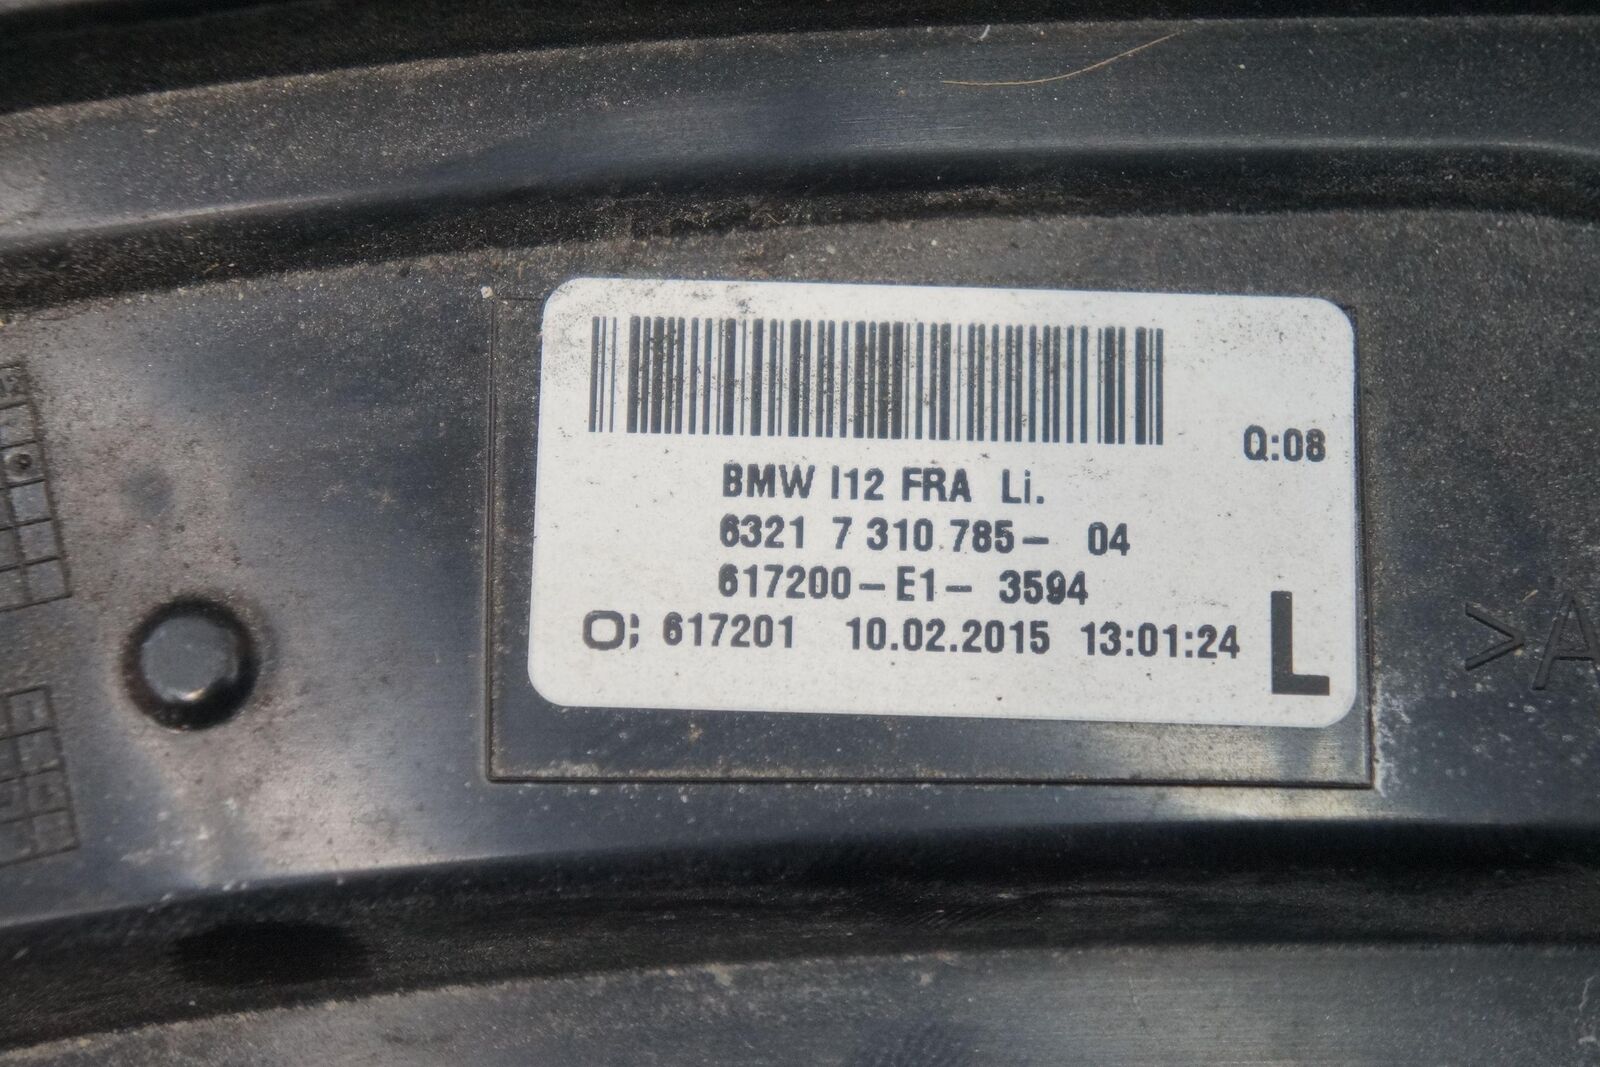 Q:08
BMW I12 FRA Li.
6321 7 310 785- 04
617200-E1- 3594
O; 617201 10.02.2015 13:01:24
L
>A